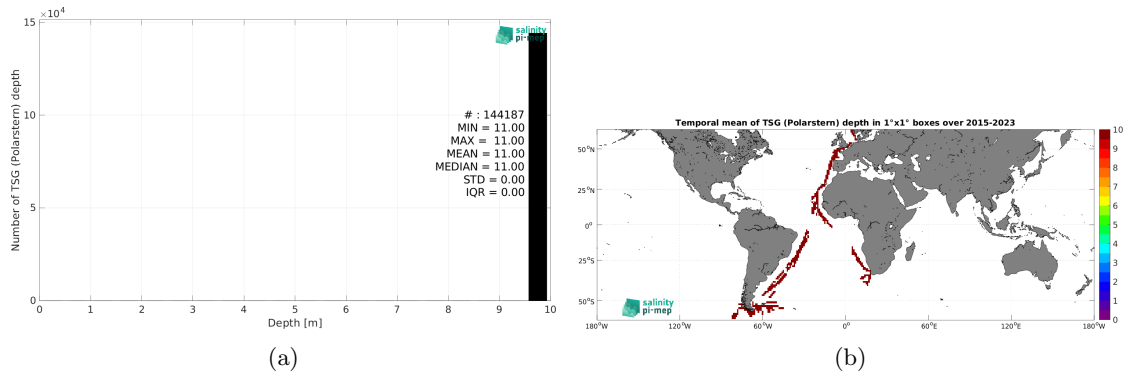 ×10⁴
15
10
5
0
Number of TSG (Polarstern) depth
salinity
pi-mep
# : 144187
MIN = 11.00
MAX = 11.00
MEAN = 11.00
MEDIAN = 11.00
STD = 0.00
IQR = 0.00
0 1 2 3 4 5 6 7 8 9 10
Depth [m]
(a)
Temporal mean of TSG (Polarstern) depth in 1°x1° boxes over 2015-2023
50°N
25°N
0°
25°S
50°S
180°W 120°W 60°W 0° 60°E 120°E 180°E
salinity
pi-mep
10
9
8
7
6
5
4
3
2
1
0
(b)